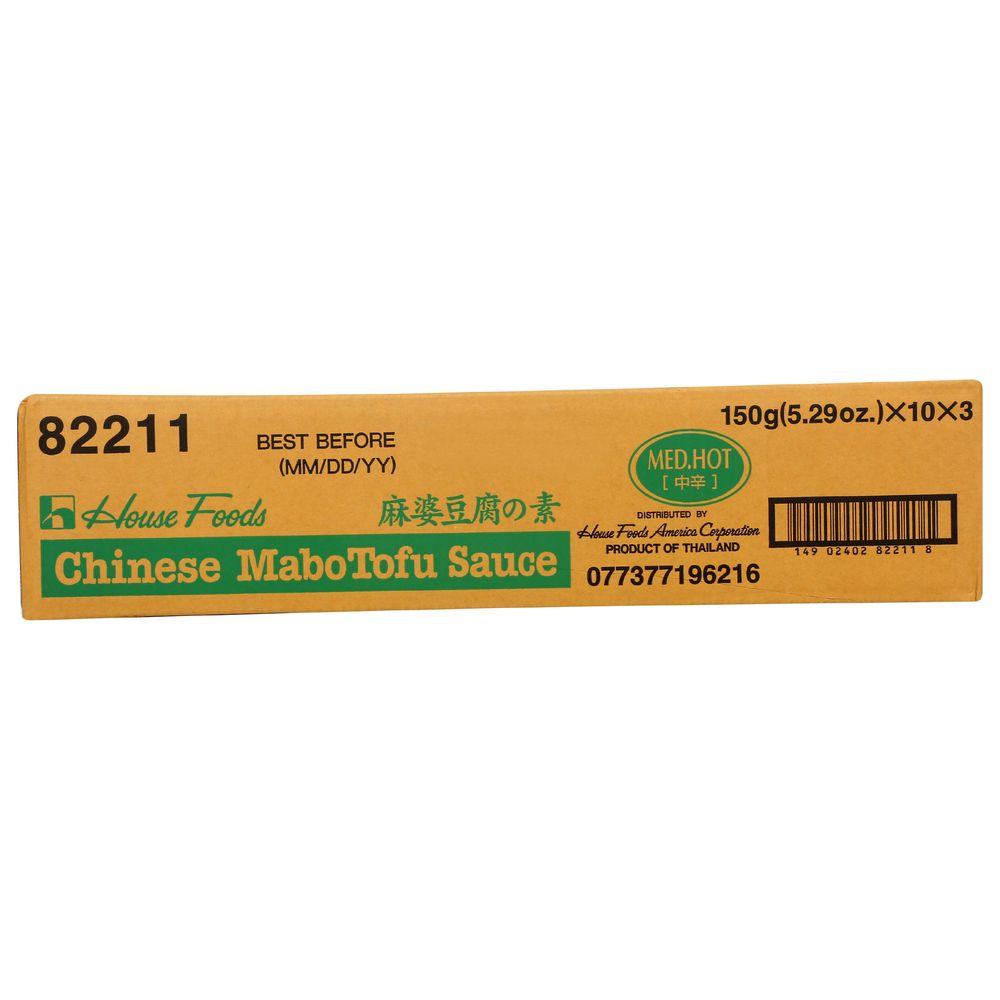 82211
BEST BEFORE
(MM/DD/YY)
150g(5.29oz.)×10×3
House Foods
麻婆豆腐の素
Chinese MaboTofu Sauce
MED.HOT
[中辛]
DISTRIBUTED BY
House Foods America Corporation
PRODUCT OF THAILAND
077377196216
149 02402 82211 8